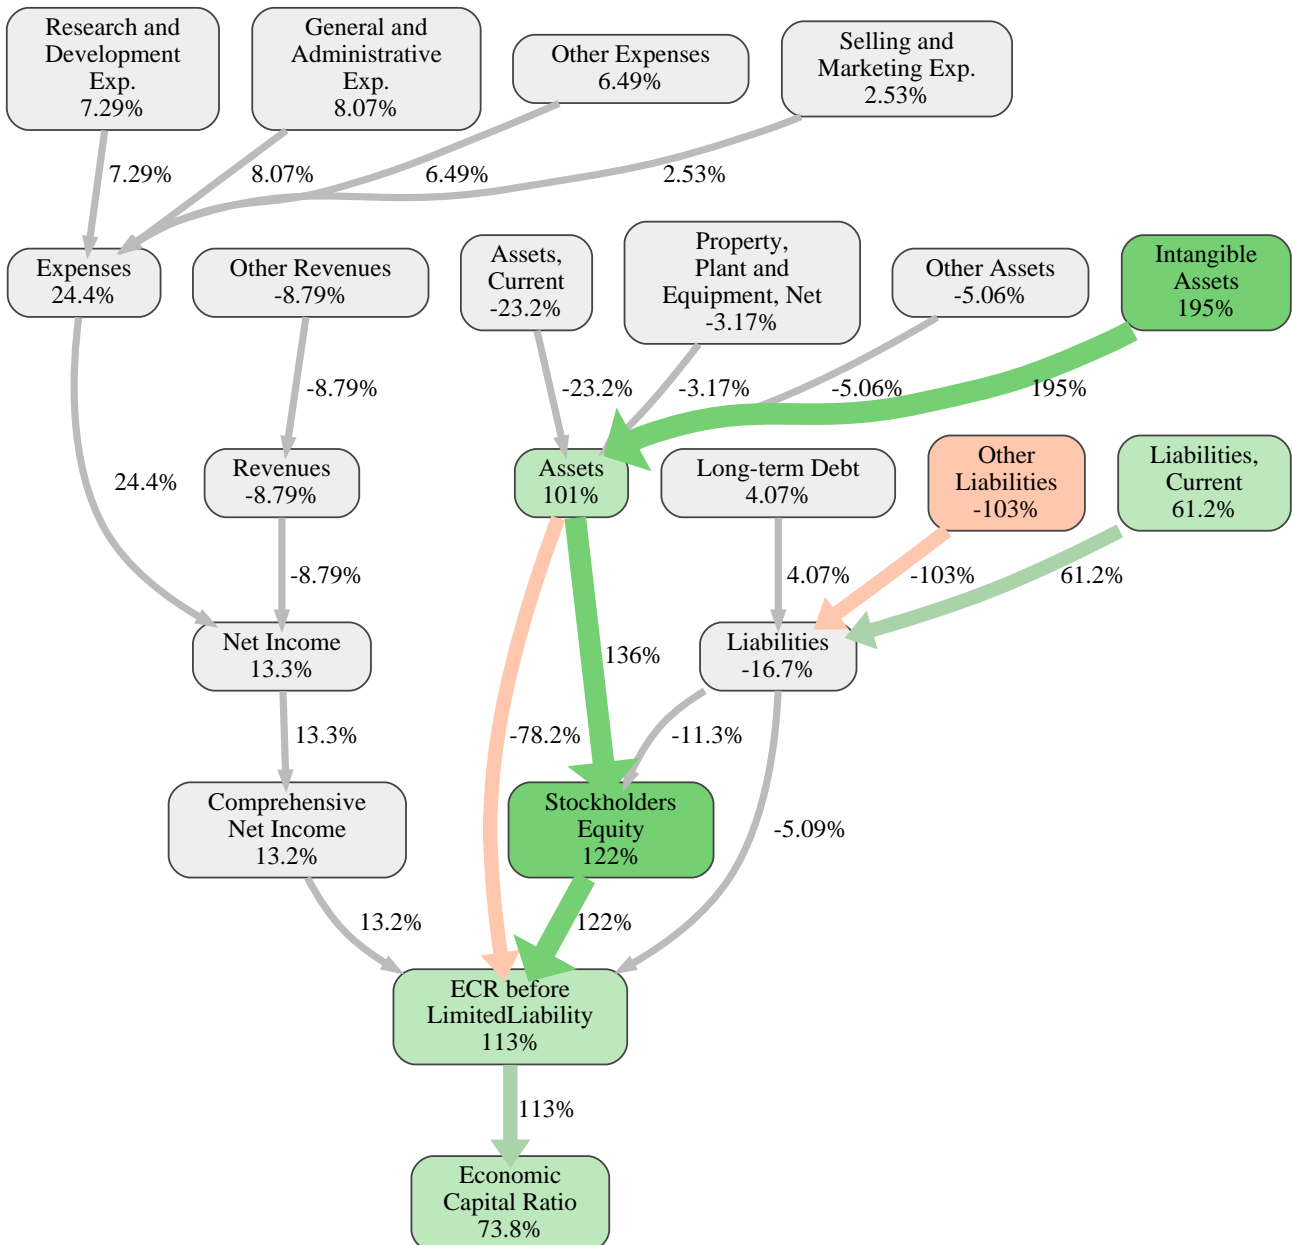 Research and
Development
Exp.
7.29%
General and
Administrative
Exp.
8.07%
Other Expenses
6.49%
Selling and
Marketing Exp.
2.53%
7.29%
8.07%
6.49%
2.53%
Expenses
24.4%
Other Revenues
-8.79%
Assets,
Current
-23.2%
Property,
Plant and
Equipment, Net
-3.17%
Other Assets
-5.06%
Intangible
Assets
195%
-8.79%
-23.2%
-3.17%
-5.06%
195%
24.4%
Revenues
-8.79%
Assets
101%
Long-term Debt
4.07%
Other
Liabilities
-103%
Liabilities,
Current
61.2%
-8.79%
4.07%
-103%
61.2%
Net Income
13.3%
136%
Liabilities
-16.7%
13.3%
-78.2%
-11.3%
Comprehensive
Net Income
13.2%
Stockholders
Equity
122%
-5.09%
13.2%
122%
ECR before
LimitedLiability
113%
113%
Economic
Capital Ratio
73.8%